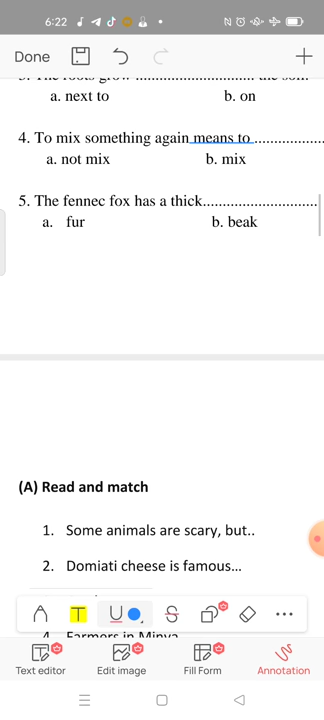 6:22
Done
a. next to b. on
4. To mix something again means to....................
a. not mix b. mix
5. The fennec fox has a thick..............................
a. fur b. beak
(A) Read and match
1. Some animals are scary, but..
2. Domiati cheese is famous...
T U S
4. Farmers in Minya
Text editor Edit image Fill Form Annotation